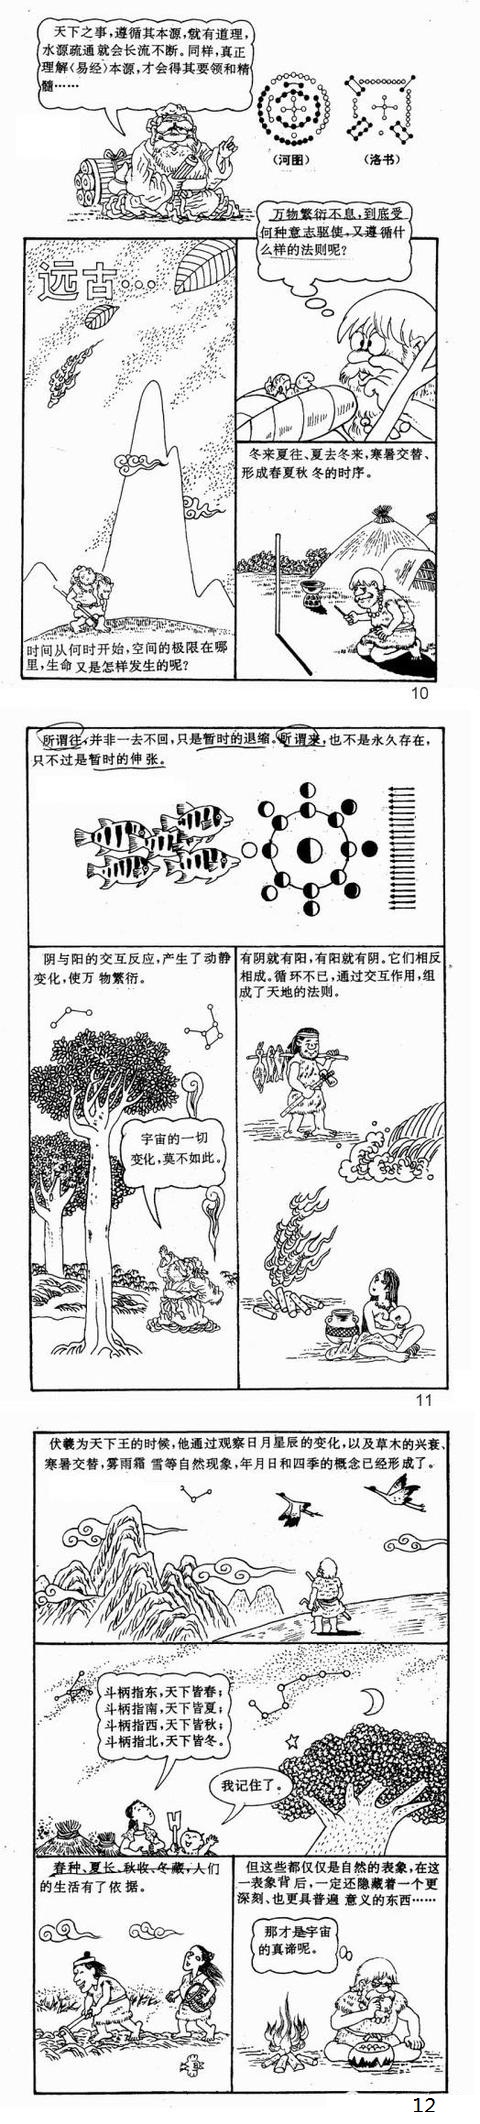 天下之事，遵循其本源，就有道理，
水源疏通就会长流不断。同样，真正
理解《易经》本源，才会得其要领和精
髓……
（河图）
（洛书）
万物繁衍不息，到底受
何种意志驱使，又遵循什
么样的法则呢？
远古…
冬来夏往、夏去冬来，寒暑交替、
形成春夏秋冬的时序。
时间从何时开始，空间的极限在哪
里，生命又是怎样发生的呢？
10
所谓往，并非一去不回，只是暂时的退缩。所谓来，也不是永久存在，
只不过是暂时的伸张。
阴与阳的交互反应，产生了动静
变化，使万物繁衍。
宇宙的一切
变化，莫不如此。
有阴就有阳，有阳就有阴。它们相反
相成。循环不已，通过交互作用，组
成了天地的法则。
11
伏羲为天下王的时候，他通过观察日月星辰的变化，以及草木的兴衰、
寒暑交替，雾雨霜雪等自然现象，年月日和四季的概念已经形成了。
斗柄指东，天下皆春；
斗柄指南，天下皆夏；
斗柄指西，天下皆秋；
斗柄指北，天下皆冬。
我记住了。
春种、夏长、秋收、冬藏，人们
的生活有了依据。
但这些都仅仅是自然的表象，在这
一表象背后，一定还隐藏着一个更
深刻、也更具普遍意义的东西……
那才是宇宙
的真谛呢。
12